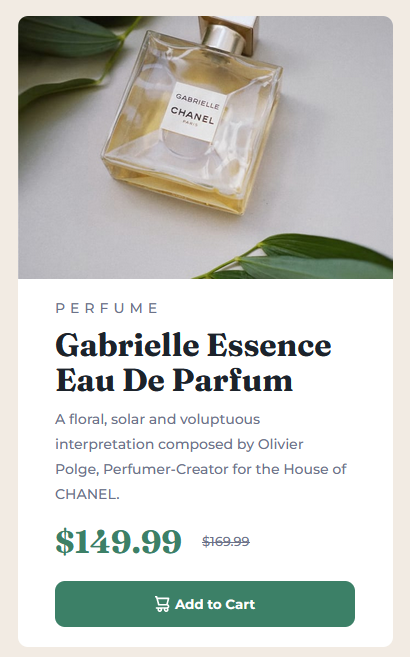 GABRIELLE
CHANEL
PARIS
PERFUME
Gabrielle Essence
Eau De Parfum
A floral, solar and voluptuous
interpretation composed by Olivier
Polge, Perfumer-Creator for the House of
CHANEL.
$149.99 $169.99
Add to Cart